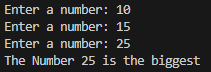 Enter a number: 10
Enter a number: 15
Enter a number: 25
The Number 25 is the biggest